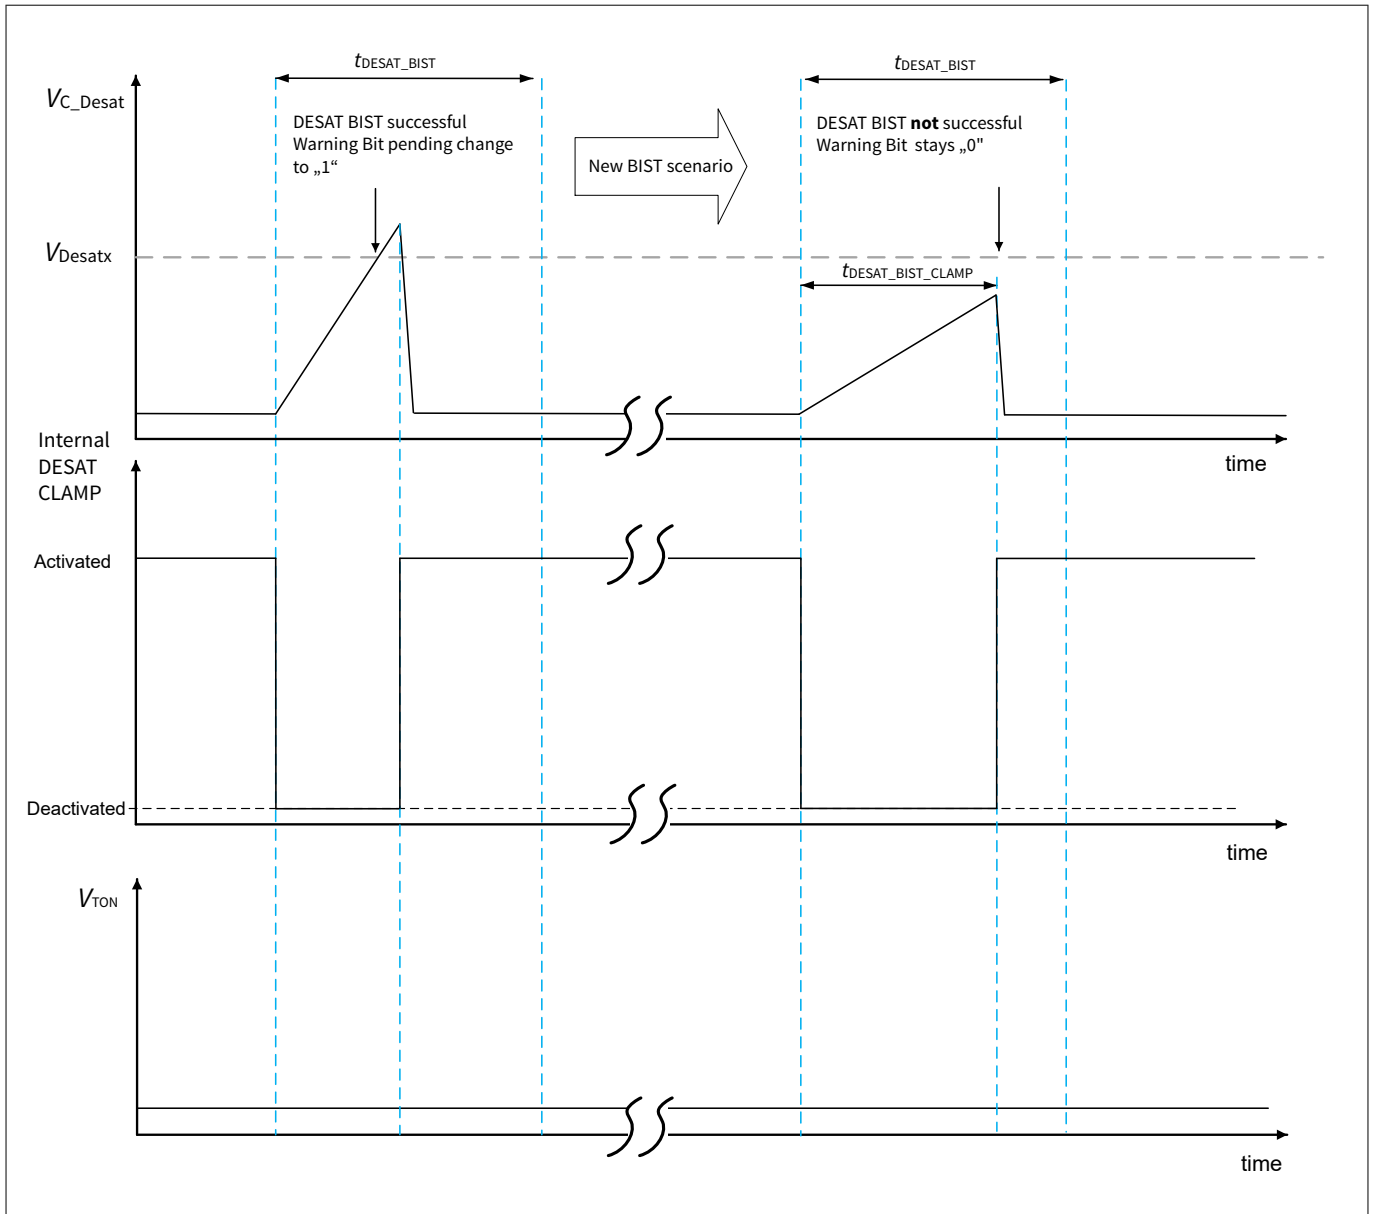 tDESAT_BIST
tDESAT_BIST
VC_Desat
DESAT BIST successful
Warning Bit pending change
to „1“
New BIST scenario
DESAT BIST not successful
Warning Bit stays „0"
VDesatx
tDESAT_BIST_CLAMP
time
Internal
DESAT
CLAMP
Activated
Deactivated
time
VTON
time